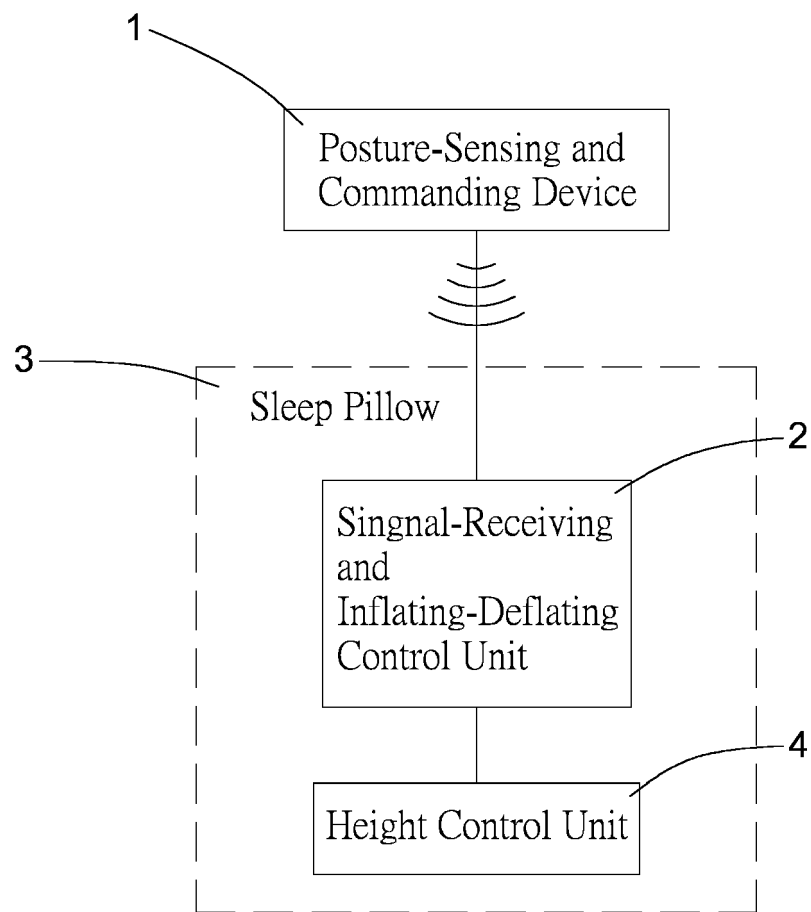 1
Posture-Sensing and
Commanding Device
3
Sleep Pillow
2
Singnal-Receiving
and
Inflating-Deflating
Control Unit
4
Height Control Unit